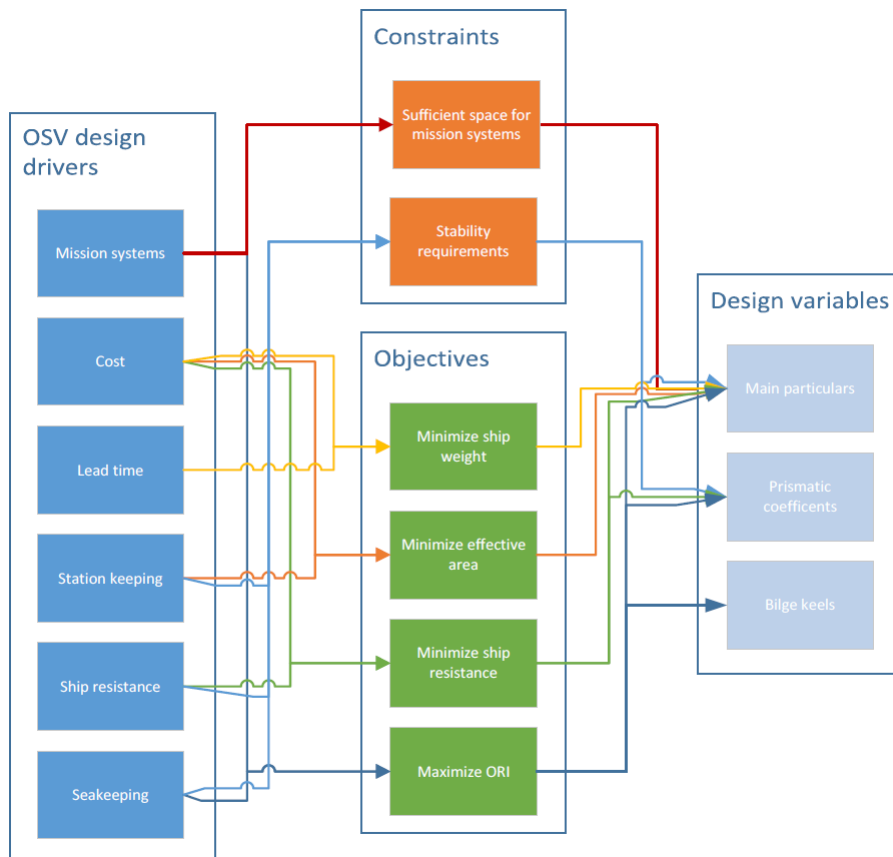 Constraints
Sufficient space for
mission systems
Stability
requirements
OSV design
drivers
Mission systems
Cost
Lead time
Station keeping
Ship resistance
Seakeeping
Objectives
Minimize ship
weight
Minimize effective
area
Minimize ship
resistance
Maximize ORI
Design variables
Main particulars
Prismatic
coefficents
Bilge keels